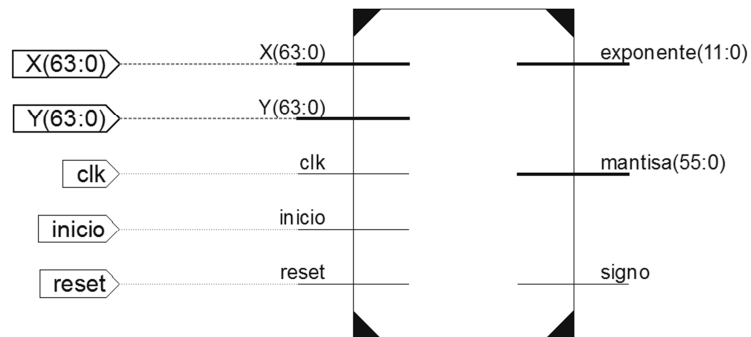 X(63:0)
X(63:0)
exponente(11:0)
Y(63:0)
Y(63:0)
clk
clk
mantisa(55:0)
inicio
inicio
reset
reset
signo